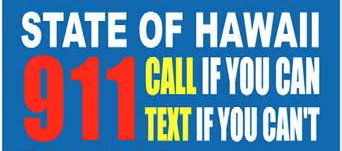 STATE OF HAWAII
911 CALL IF YOU CAN
TEXT IF YOU CAN'T